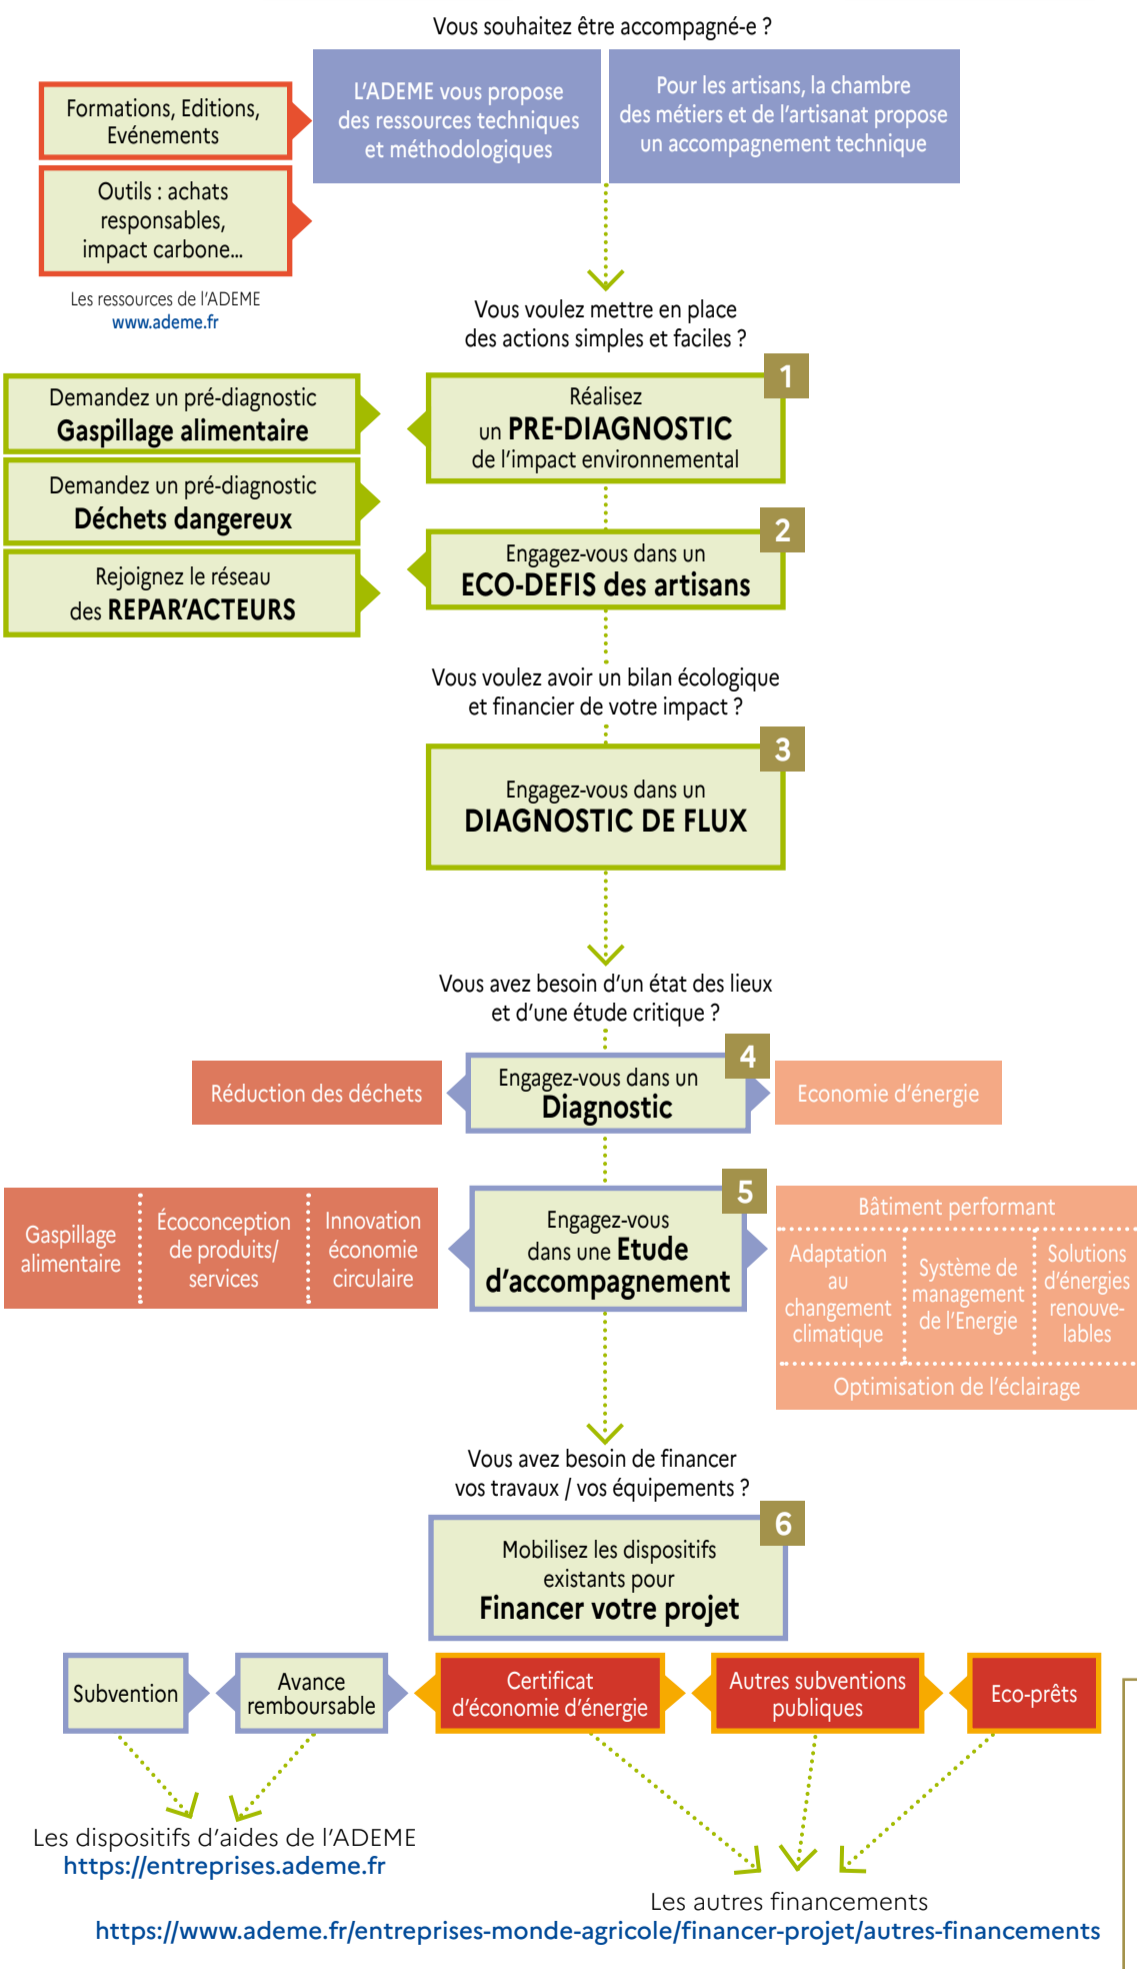 Vous souhaitez être accompagné-e ?
L'ADEME vous propose
des ressources techniques
et méthodologiques
Pour les artisans, la chambre
des métiers et de l'artisanat propose
un accompagnement technique
Formations, Editions,
Evénements
Outils : achats
responsables,
impact carbone...
Les ressources de l'ADEME
www.ademe.fr
Vous voulez mettre en place
des actions simples et faciles ?
1
Réalisez
un PRE-DIAGNOSTIC
de l'impact environnemental
Demandez un pré-diagnostic
Gaspillage alimentaire
Demandez un pré-diagnostic
Déchets dangereux
Rejoignez le réseau
des REPAR'ACTEURS
2
Engagez-vous dans un
ECO-DEFIS des artisans
Vous voulez avoir un bilan écologique
et financier de votre impact ?
3
Engagez-vous dans un
DIAGNOSTIC DE FLUX
Vous avez besoin d'un état des lieux
et d'une étude critique ?
4
Réduction des déchets
Engagez-vous dans un
Diagnostic
Economie d'énergie
5
Gaspillage
alimentaire
Écoconception
de produits/
services
Innovation
économie
circulaire
Engagez-vous
dans une Etude
d'accompagnement
Bâtiment performant
Adaptation
au
changement
climatique
Système de
management
de l'Energie
Solutions
d'énergies
renouve-
lables
Optimisation de l'éclairage
Vous avez besoin de financer
vos travaux / vos équipements ?
6
Mobilisez les dispositifs
existants pour
Financer votre projet
Subvention
Avance
remboursable
Certificat
d'économie d'énergie
Autres subventions
publiques
Eco-prêts
Les dispositifs d'aides de l'ADEME
https://entreprises.ademe.fr
Les autres financements
https://www.ademe.fr/entreprises-monde-agricole/financer-projet/autres-financements